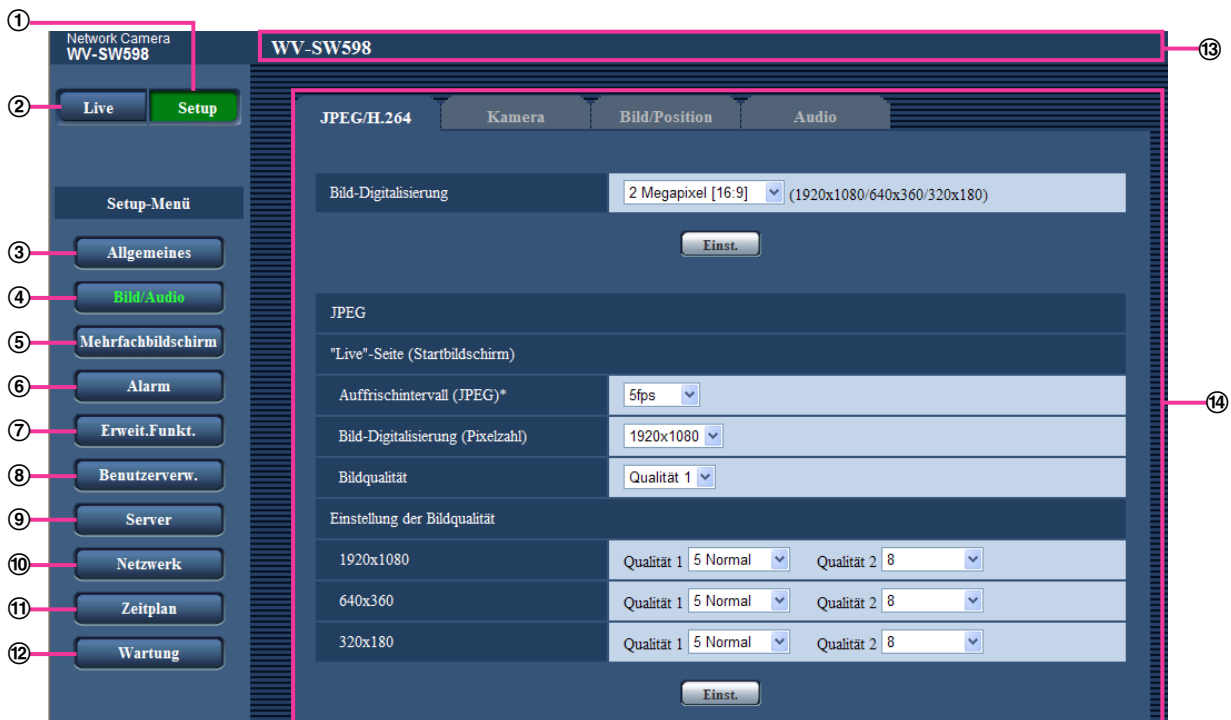 ①
Network Camera
WV-SW598
WV-SW598
⑬
② Live Setup
JPEG/H.264 Kamera Bild/Position Audio
Setup-Menü
③ Allgemeines
④ Bild/Audio
⑤ Mehrfachbildschirm
⑥ Alarm
⑦ Erweit.Funkt.
⑧ Benutzerverw.
⑨ Server
⑩ Netzwerk
⑪ Zeitplan
⑫ Wartung
Bild-Digitalisierung 2 Megapixel [16:9] (1920x1080/640x360/320x180)
Einst.
JPEG
"Live"-Seite (Startbildschirm)
Auffrischintervall (JPEG)* 5fps
⑭
Bild-Digitalisierung (Pixelzahl) 1920x1080
Bildqualität Qualität 1
Einstellung der Bildqualität
1920x1080 Qualität 1 5 Normal Qualität 2 8
640x360 Qualität 1 5 Normal Qualität 2 8
320x180 Qualität 1 5 Normal Qualität 2 8
Einst.